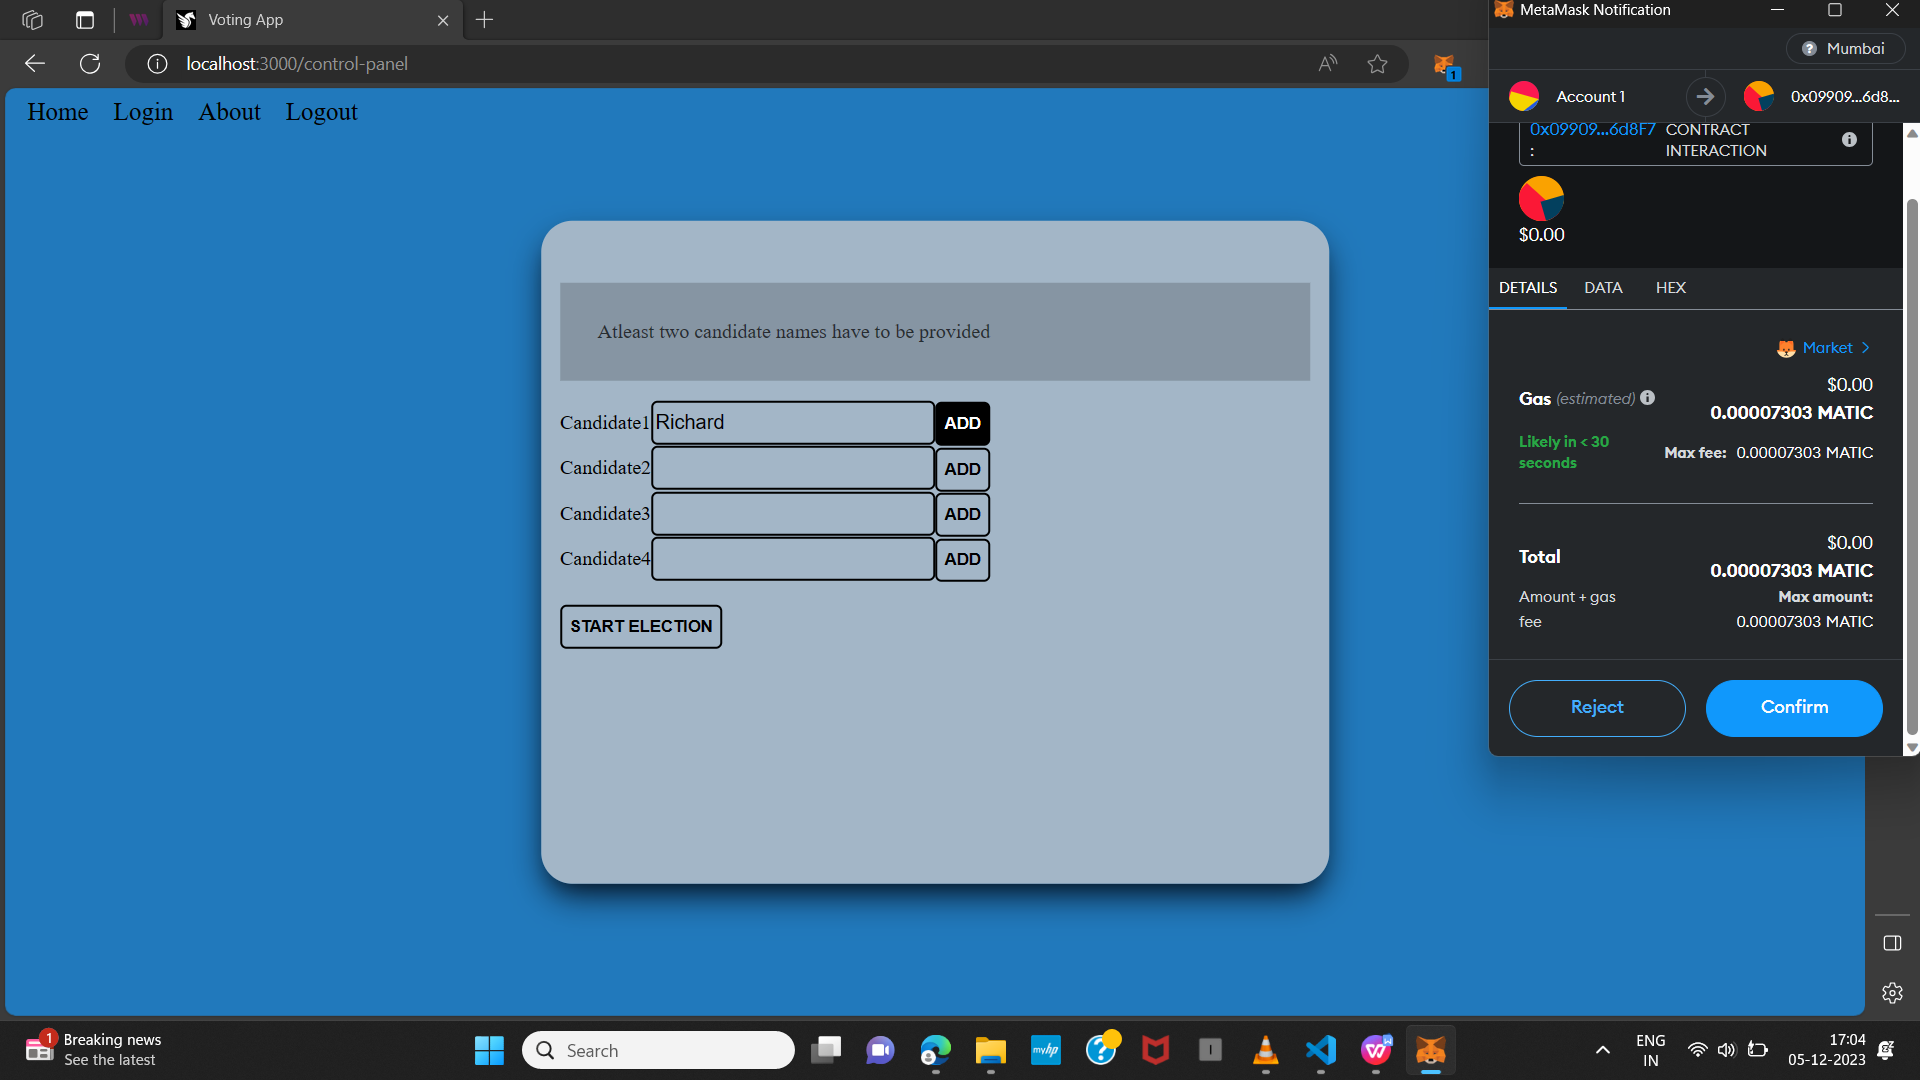 Voting App
localhost:3000/control-panel
Home Login About Logout
Atleast two candidate names have to be provided
Candidate1 Richard ADD
Candidate2 ADD
Candidate3 ADD
Candidate4 ADD
START ELECTION
MetaMask Notification
Mumbai
Account 1
0x09909...6d8...
0x09909...6d8F7
:
CONTRACT
INTERACTION
$0.00
DETAILS DATA HEX
Market >
$0.00
Gas (estimated)
0.00007303 MATIC
Likely in < 30
seconds
Max fee: 0.00007303 MATIC
$0.00
Total
0.00007303 MATIC
Amount + gas
fee
Max amount:
0.00007303 MATIC
Reject Confirm
1
1
Breaking news
See the latest
Search
myhp
ENG
IN
17:04
05-12-2023